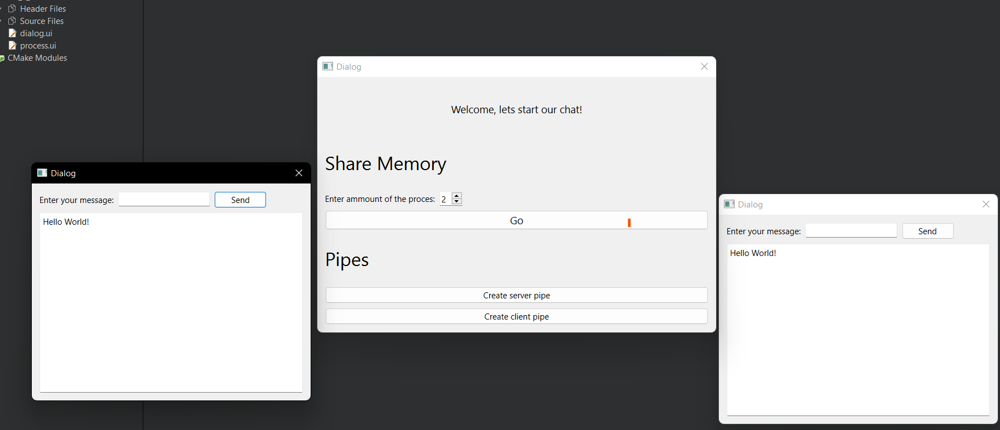 Header Files
Source Files
dialog.ui
process.ui
CMake Modules
Dialog
Welcome, lets start our chat!
Share Memory
Enter ammount of the proces: 2
Go
Pipes
Create server pipe
Create client pipe
Dialog
Enter your message: Send
Hello World!
Dialog
Enter your message: Send
Hello World!